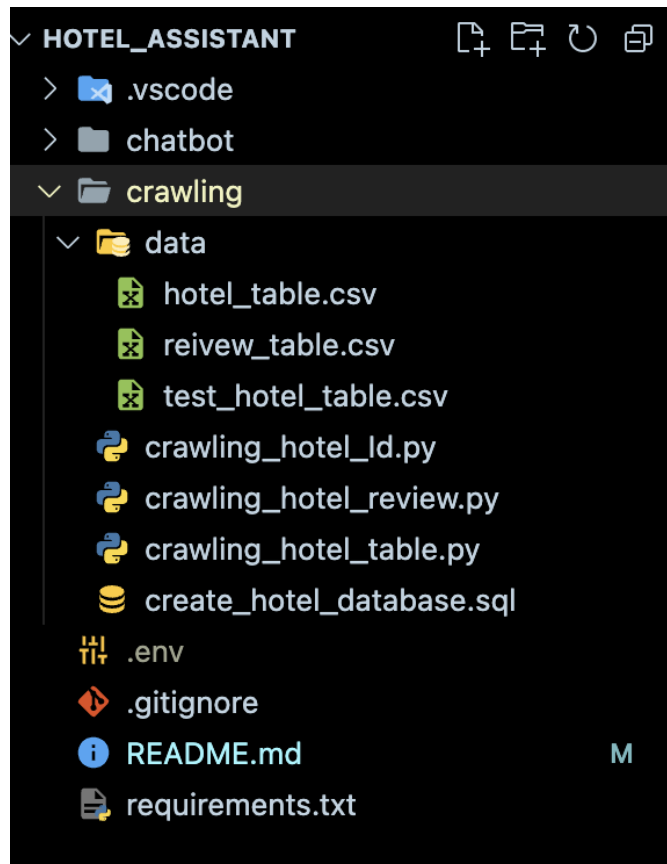 HOTEL_ASSISTANT
.vscode
chatbot
crawling
data
hotel_table.csv
reivew_table.csv
test_hotel_table.csv
crawling_hotel_Id.py
crawling_hotel_review.py
crawling_hotel_table.py
create_hotel_database.sql
.env
.gitignore
README.md M
requirements.txt